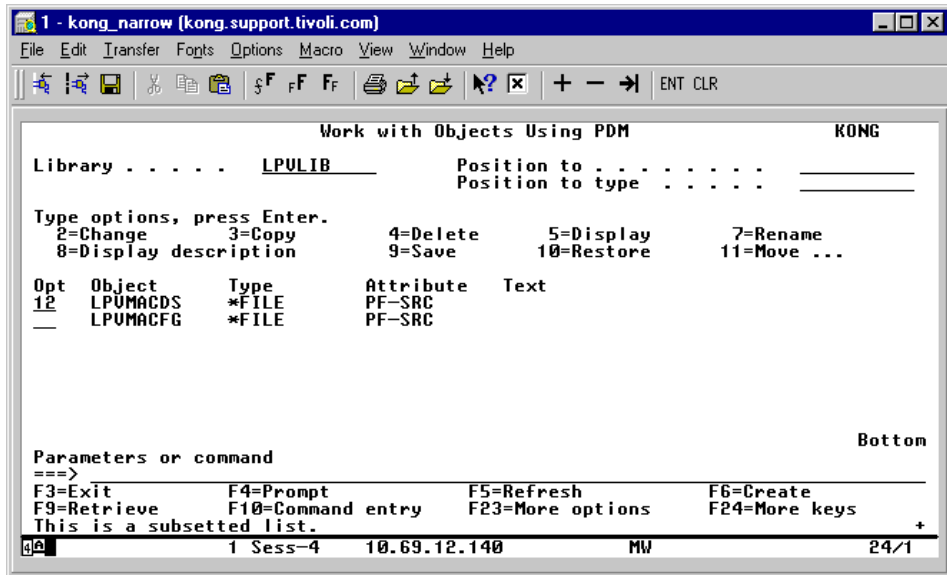 1 - kong_narrow (kong.support.tivoli.com)
File Edit Transfer Fonts Options Macro View Window Help
ENT CLR
Work with Objects Using PDM KONG
Library . . . . . LPVLIB Position to . . . . . . . .
Position to type . . . . .
Type options, press Enter.
2=Change 3=Copy 4=Delete 5=Display 7=Rename
8=Display description 9=Save 10=Restore 11=Move ...
Opt Object Type Attribute Text
12 LPVMACDS *FILE PF-SRC
LPVMACFG *FILE PF-SRC
Bottom
Parameters or command
===>
F3=Exit F4=Prompt F5=Refresh F6=Create
F9=Retrieve F10=Command entry F23=More options F24=More keys
This is a subsetted list.
+
4A 1 Sess-4 10.69.12.140 MW 24/1